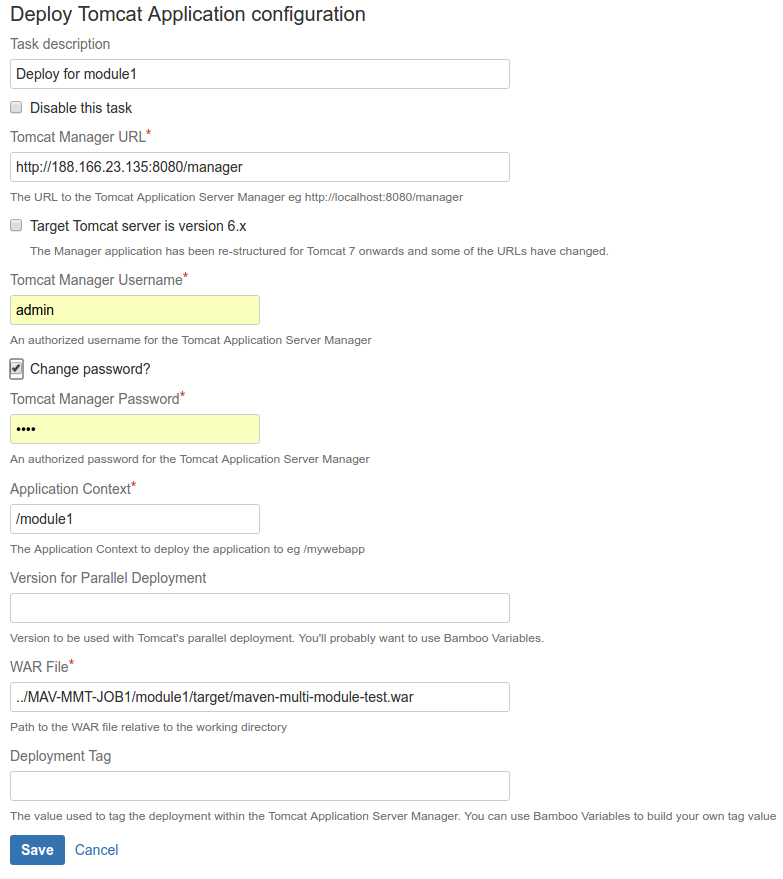 Deploy Tomcat Application configuration
Task description
Deploy for module1
Disable this task
Tomcat Manager URL*
http://188.166.23.135:8080/manager
The URL to the Tomcat Application Server Manager eg http://localhost:8080/manager
Target Tomcat server is version 6.x
The Manager application has been re-structured for Tomcat 7 onwards and some of the URLs have changed.
Tomcat Manager Username*
admin
An authorized username for the Tomcat Application Server Manager
Change password?
Tomcat Manager Password*
••••
An authorized password for the Tomcat Application Server Manager
Application Context*
/module1
The Application Context to deploy the application to eg /mywebapp
Version for Parallel Deployment
Version to be used with Tomcat's parallel deployment. You'll probably want to use Bamboo Variables.
WAR File*
../MAV-MMT-JOB1/module1/target/maven-multi-module-test.war
Path to the WAR file relative to the working directory
Deployment Tag
The value used to tag the deployment within the Tomcat Application Server Manager. You can use Bamboo Variables to build your own tag value
Save Cancel